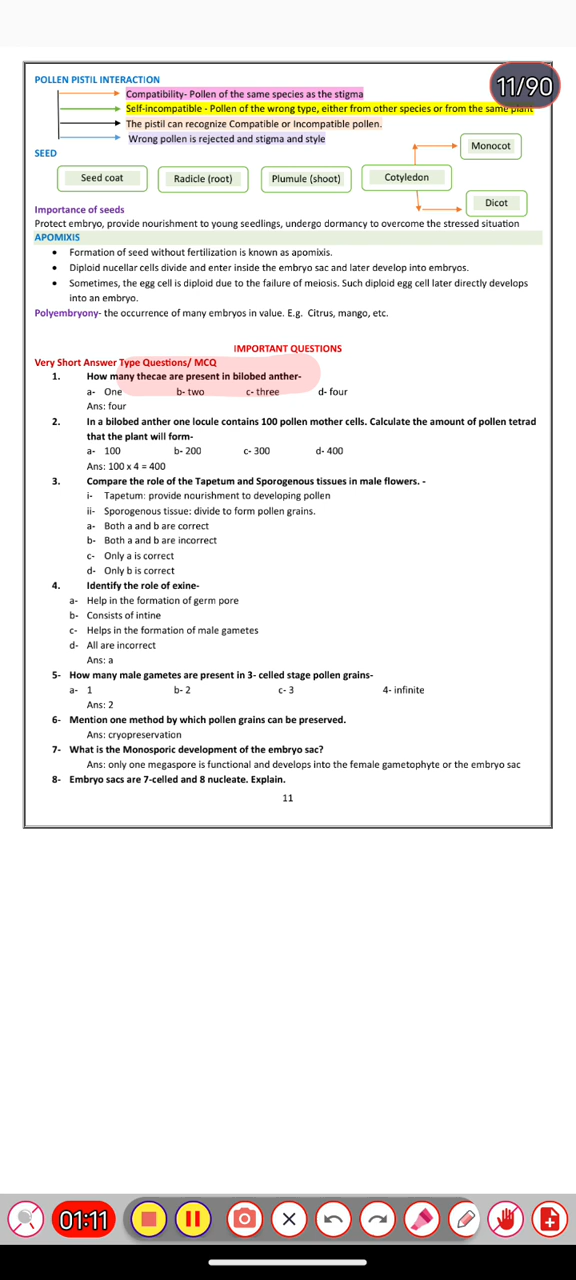 11/90
POLLEN PISTIL INTERACTION
Compatibility- Pollen of the same species as the stigma
Self-incompatible - Pollen of the wrong type, either from other species or from the same plant
The pistil can recognize Compatible or Incompatible pollen.
Wrong pollen is rejected and stigma and style
SEED
Monocot
Seed coat Radicle (root) Plumule (shoot) Cotyledon
Dicot
Importance of seeds
Protect embryo, provide nourishment to young seedlings, undergo dormancy to overcome the stressed situation
APOMIXIS
• Formation of seed without fertilization is known as apomixis.
• Diploid nucellar cells divide and enter inside the embryo sac and later develop into embryos.
• Sometimes, the egg cell is diploid due to the failure of meiosis. Such diploid egg cell later directly develops
into an embryo.
Polyembryony- the occurrence of many embryos in value. E.g. Citrus, mango, etc.
IMPORTANT QUESTIONS
Very Short Answer Type Questions/ MCQ
1. How many thecae are present in bilobed anther-
a- One b- two c- three d- four
Ans: four
2. In a bilobed anther one locule contains 100 pollen mother cells. Calculate the amount of pollen tetrad
that the plant will form-
a- 100 b- 200 c- 300 d- 400
Ans: 100 x 4 = 400
3. Compare the role of the Tapetum and Sporogenous tissues in male flowers. -
i- Tapetum: provide nourishment to developing pollen
ii- Sporogenous tissue: divide to form pollen grains.
a- Both a and b are correct
b- Both a and b are incorrect
c- Only a is correct
d- Only b is correct
4. Identify the role of exine-
a- Help in the formation of germ pore
b- Consists of intine
c- Helps in the formation of male gametes
d- All are incorrect
Ans: a
5- How many male gametes are present in 3- celled stage pollen grains-
a- 1 b- 2 c- 3 4- infinite
Ans: 2
6- Mention one method by which pollen grains can be preserved.
Ans: cryopreservation
7- What is the Monosporic development of the embryo sac?
Ans: only one megaspore is functional and develops into the female gametophyte or the embryo sac
8- Embryo sacs are 7-celled and 8 nucleate. Explain.
11
01:11